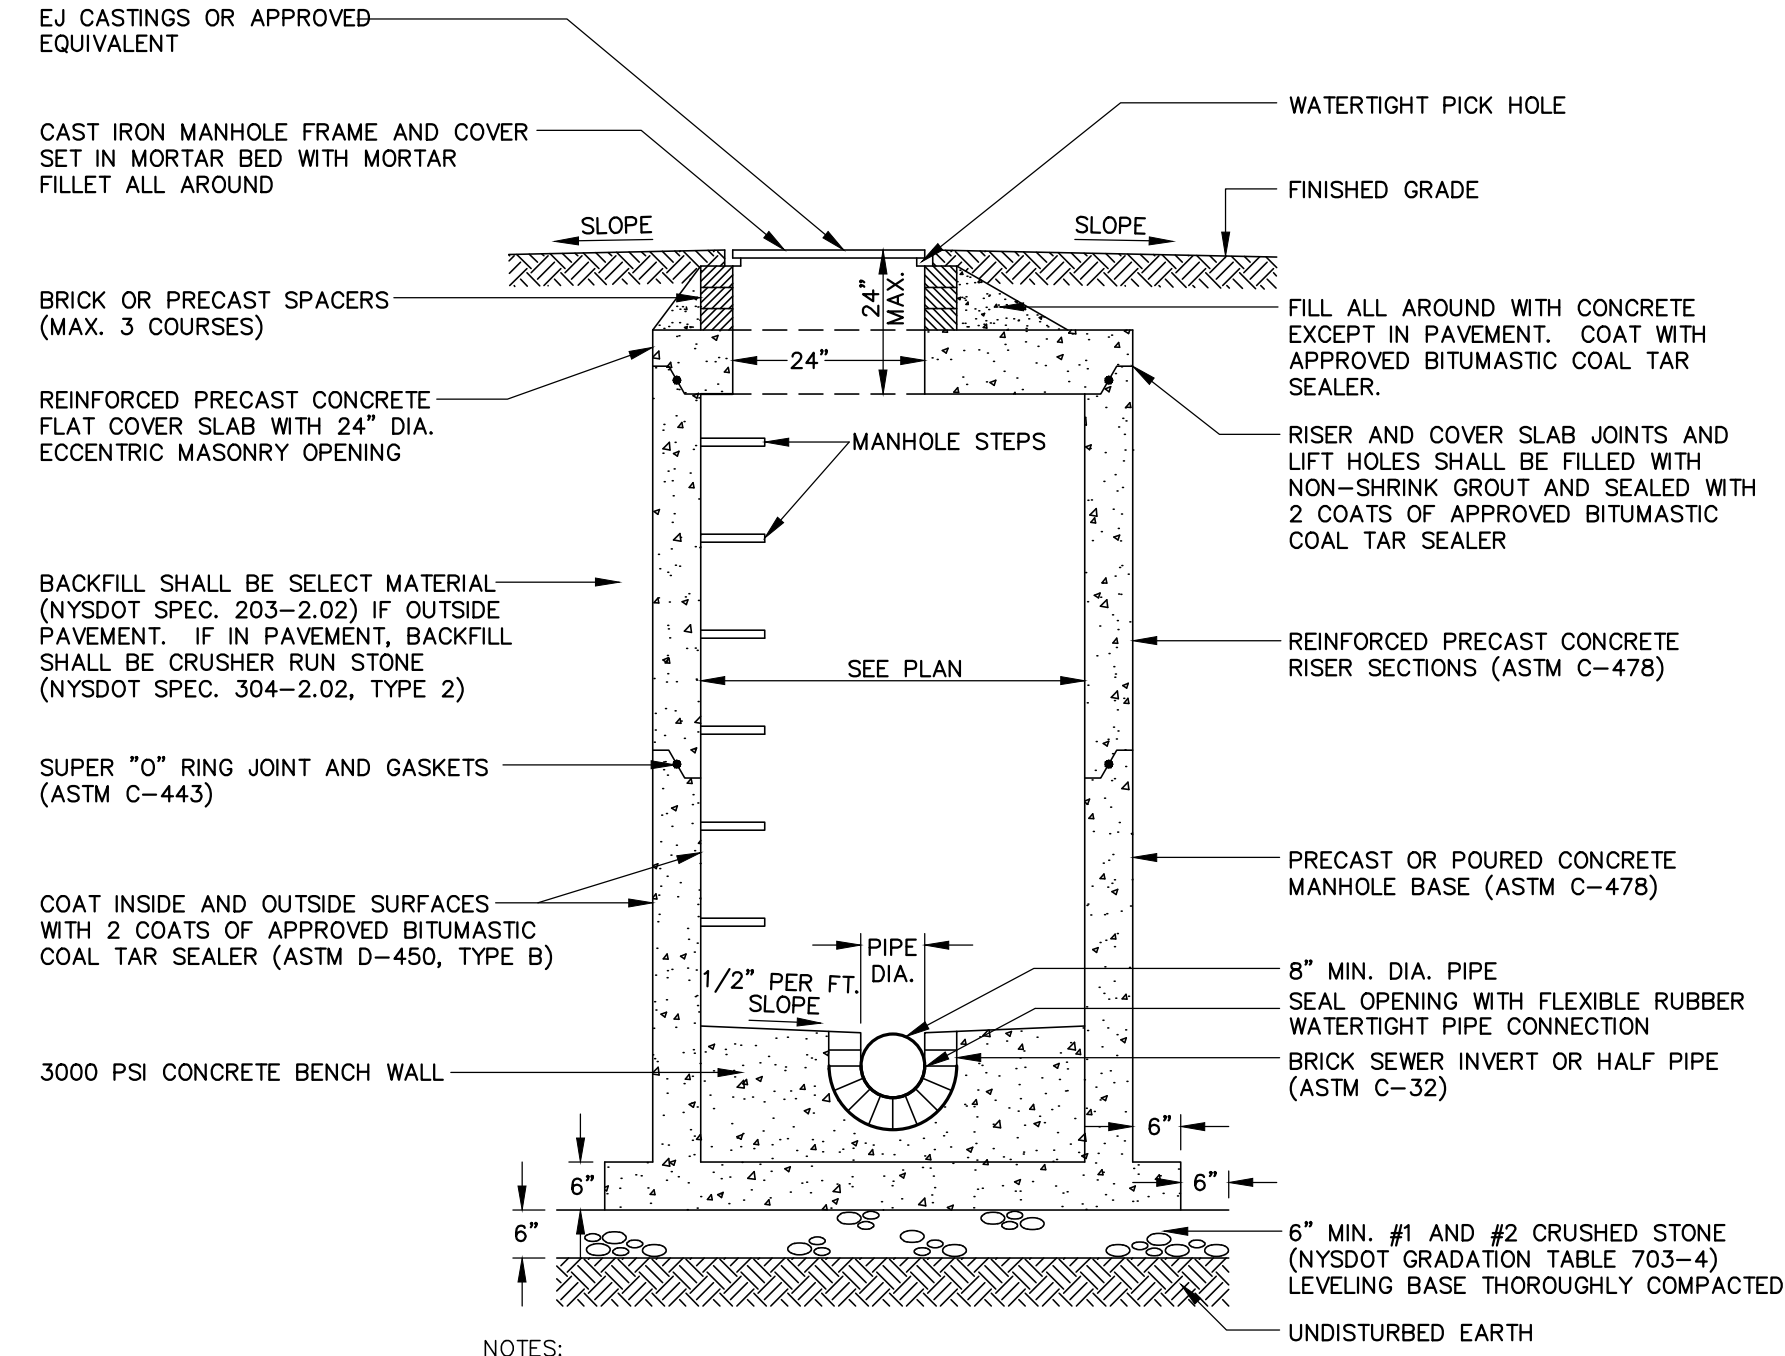 EJ CASTINGS OR APPROVED
EQUIVALENT
CAST IRON MANHOLE FRAME AND COVER
SET IN MORTAR BED WITH MORTAR
FILLET ALL AROUND
BRICK OR PRECAST SPACERS
(MAX. 3 COURSES)
REINFORCED PRECAST CONCRETE
FLAT COVER SLAB WITH 24" DIA.
ECCENTRIC MASONRY OPENING
BACKFILL SHALL BE SELECT MATERIAL
(NYSDOT SPEC. 203-2.02) IF OUTSIDE
PAVEMENT. IF IN PAVEMENT, BACKFILL
SHALL BE CRUSHER RUN STONE
(NYSDOT SPEC. 304-2.02, TYPE 2)
SUPER "O" RING JOINT AND GASKETS
(ASTM C-443)
COAT INSIDE AND OUTSIDE SURFACES
WITH 2 COATS OF APPROVED BITUMASTIC
COAL TAR SEALER (ASTM D-450, TYPE B)
3000 PSI CONCRETE BENCH WALL
SLOPE
SLOPE
24"
MAX.
24"
MANHOLE STEPS
SEE PLAN
PIPE
DIA.
1/2" PER FT.
SLOPE
6"
6"
6"
6"
WATERTIGHT PICK HOLE
FINISHED GRADE
FILL ALL AROUND WITH CONCRETE
EXCEPT IN PAVEMENT. COAT WITH
APPROVED BITUMASTIC COAL TAR
SEALER.
RISER AND COVER SLAB JOINTS AND
LIFT HOLES SHALL BE FILLED WITH
NON-SHRINK GROUT AND SEALED WITH
2 COATS OF APPROVED BITUMASTIC
COAL TAR SEALER
REINFORCED PRECAST CONCRETE
RISER SECTIONS (ASTM C-478)
PRECAST OR POURED CONCRETE
MANHOLE BASE (ASTM C-478)
8" MIN. DIA. PIPE
SEAL OPENING WITH FLEXIBLE RUBBER
WATERTIGHT PIPE CONNECTION
BRICK SEWER INVERT OR HALF PIPE
(ASTM C-32)
6" MIN. #1 AND #2 CRUSHED STONE
(NYSDOT GRADATION TABLE 703-4)
LEVELING BASE THOROUGHLY COMPACTED
UNDISTURBED EARTH
NOTES: